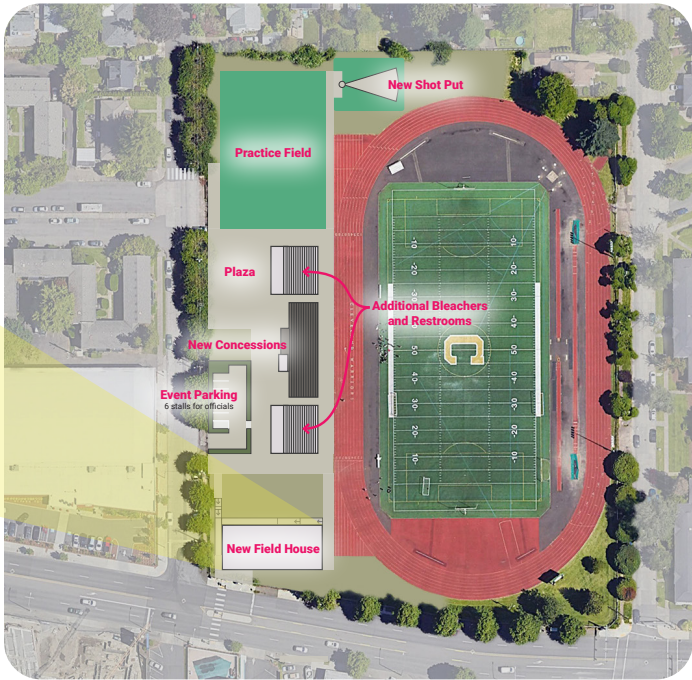 New Shot Put
Practice Field
Plaza
Additional Bleachers
and Restrooms
New Concessions
Event Parking
6 stalls for officials
New Field House
C
-10 10-
-20 20-
-30 30-
-40 40-
50 50
-40 -40
-30 -30
20- -20
10- -10